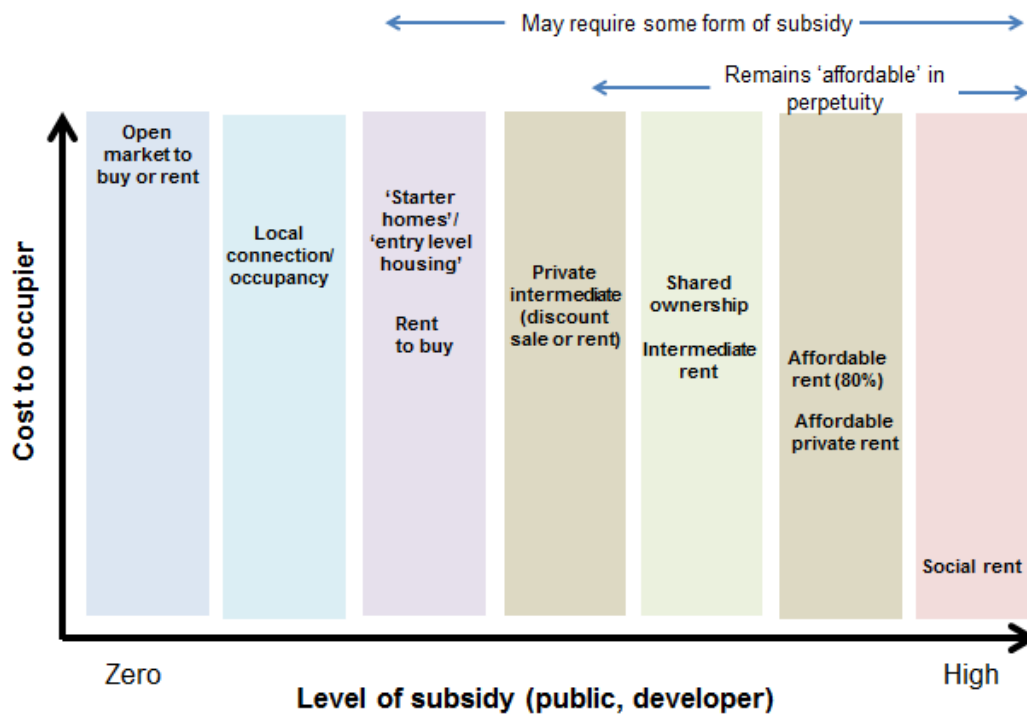 May require some form of subsidy
Remains ‘affordable’ in
perpetuity
Cost to occupier
Open
market to
buy or rent
Local
connection/
occupancy
‘Starter
homes’/
‘entry level
housing’
Rent
to buy
Private
intermediate
(discount
sale or rent)
Shared
ownership
Intermediate
rent
Affordable
rent (80%)
Affordable
private rent
Social rent
Zero
High
Level of subsidy (public, developer)